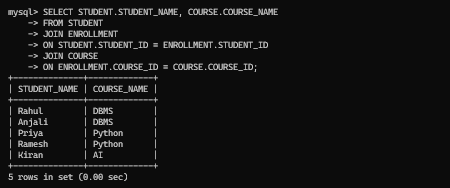 mysql> SELECT STUDENT.STUDENT_NAME, COURSE.COURSE_NAME
    -> FROM STUDENT
    -> JOIN ENROLLMENT
    -> ON STUDENT.STUDENT_ID = ENROLLMENT.STUDENT_ID
    -> JOIN COURSE
    -> ON ENROLLMENT.COURSE_ID = COURSE.COURSE_ID;
+--------------+-------------+
| STUDENT_NAME | COURSE_NAME |
+--------------+-------------+
| Rahul        | DBMS        |
| Anjali       | DBMS        |
| Priya        | Python      |
| Ramesh       | Python      |
| Kiran        | AI          |
+--------------+-------------+
5 rows in set (0.00 sec)